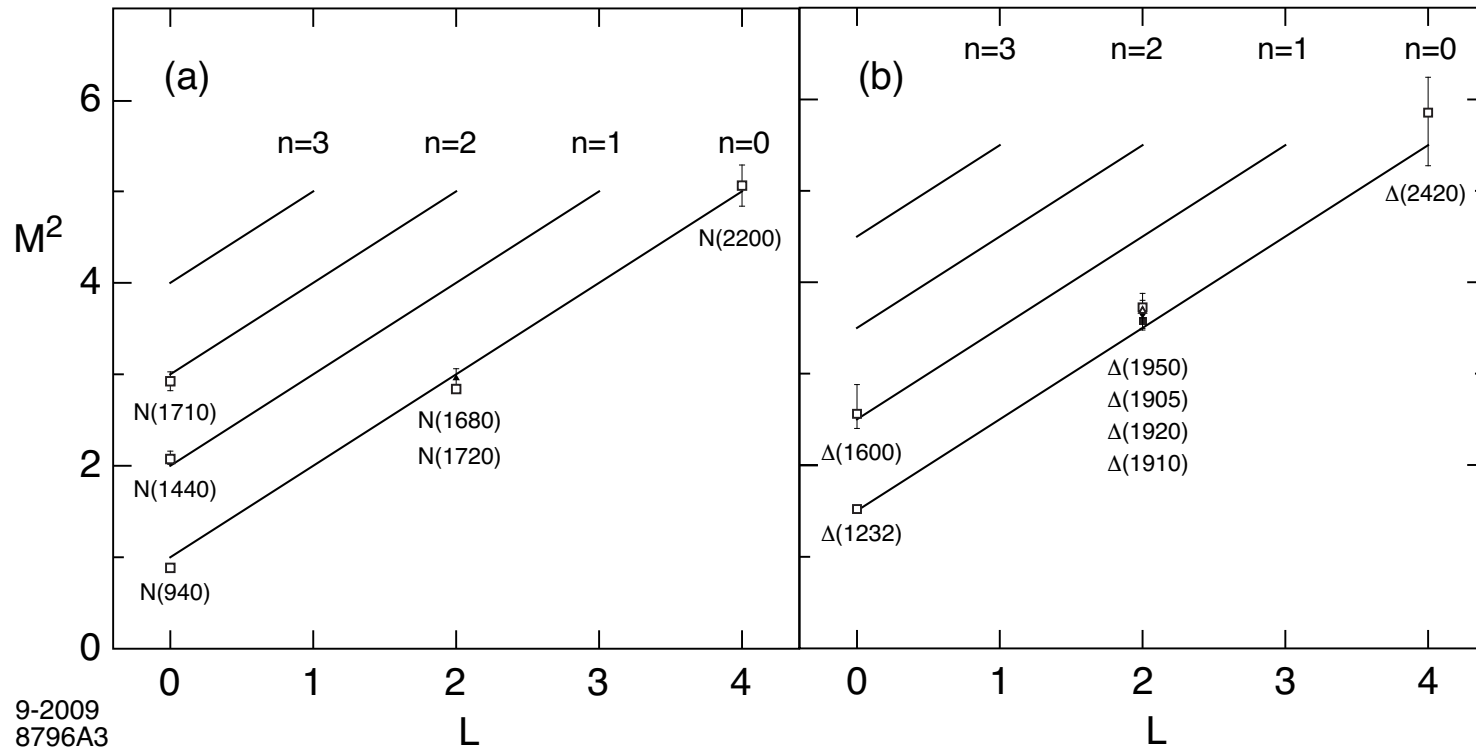 (a)
n=3 n=2 n=1 n=0
M²
6
4
2
0
N(2200)
N(1710)
N(1680)
N(1720)
N(1440)
N(940)
0 1 2 3 4
L
(b)
n=3 n=2 n=1 n=0
Δ(2420)
Δ(1950)
Δ(1905)
Δ(1920)
Δ(1910)
Δ(1600)
Δ(1232)
0 1 2 3 4
L
9-2009
8796A3